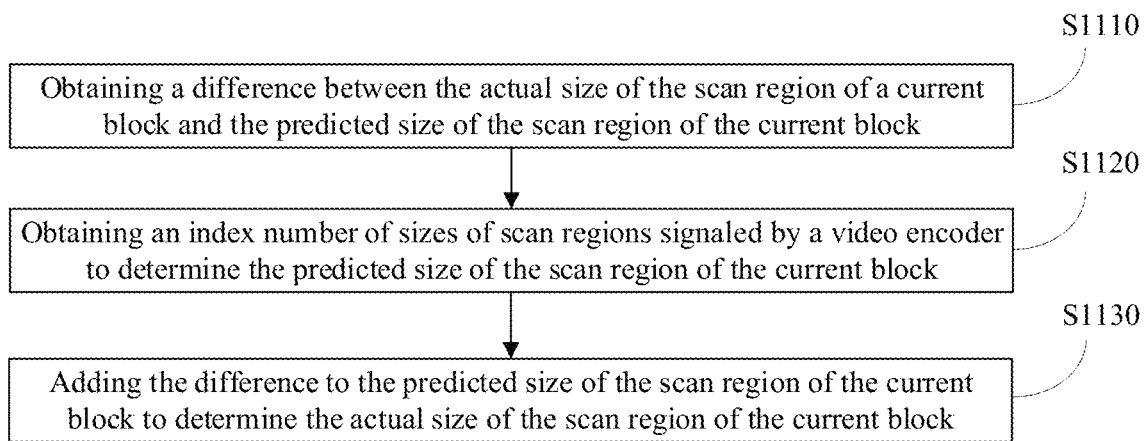 S1110
Obtaining a difference between the actual size of the scan region of a current
block and the predicted size of the scan region of the current block
S1120
Obtaining an index number of sizes of scan regions signaled by a video encoder
to determine the predicted size of the scan region of the current block
S1130
Adding the difference to the predicted size of the scan region of the current
block to determine the actual size of the scan region of the current block